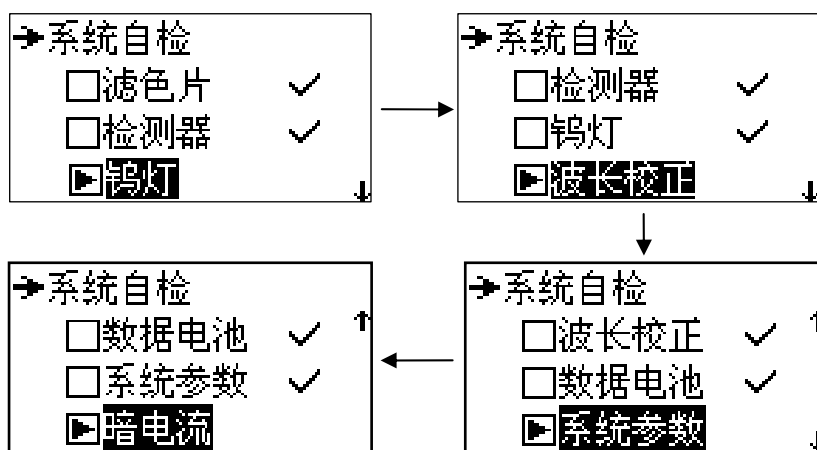 系统自检
滤色片
检测器
钨灯
系统自检
检测器
钨灯
波长校正
系统自检
数据电池
系统参数
暗电流
系统自检
波长校正
数据电池
系统参数